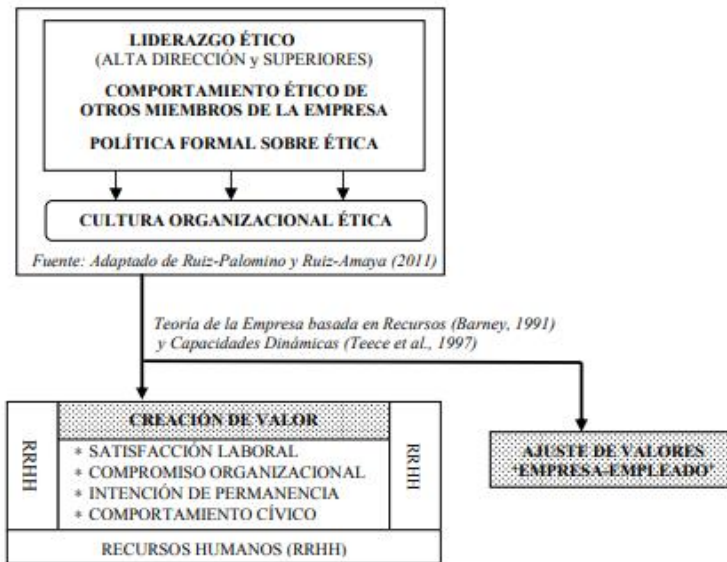 LIDERAZGO ÉTICO
(ALTA DIRECCIÓN y SUPERIORES)
COMPORTAMIENTO ÉTICO DE
OTROS MIEMBROS DE LA EMPRESA
POLÍTICA FORMAL SOBRE ÉTICA
CULTURA ORGANIZACIONAL ÉTICA
Fuente: Adaptado de Ruiz-Palomino y Ruiz-Amaya (2011)
Teoría de la Empresa basada en Recursos (Barney, 1991)
y Capacidades Dinámicas (Teece et al., 1997)
RRHH
CREACIÓN DE VALOR
* SATISFACCIÓN LABORAL
* COMPROMISO ORGANIZACIONAL
* INTENCIÓN DE PERMANENCIA
* COMPORTAMIENTO CÍVICO
RRHH
RECURSOS HUMANOS (RRHH)
AJUSTE DE VALORES
‘EMPRESA-EMPLEADO’